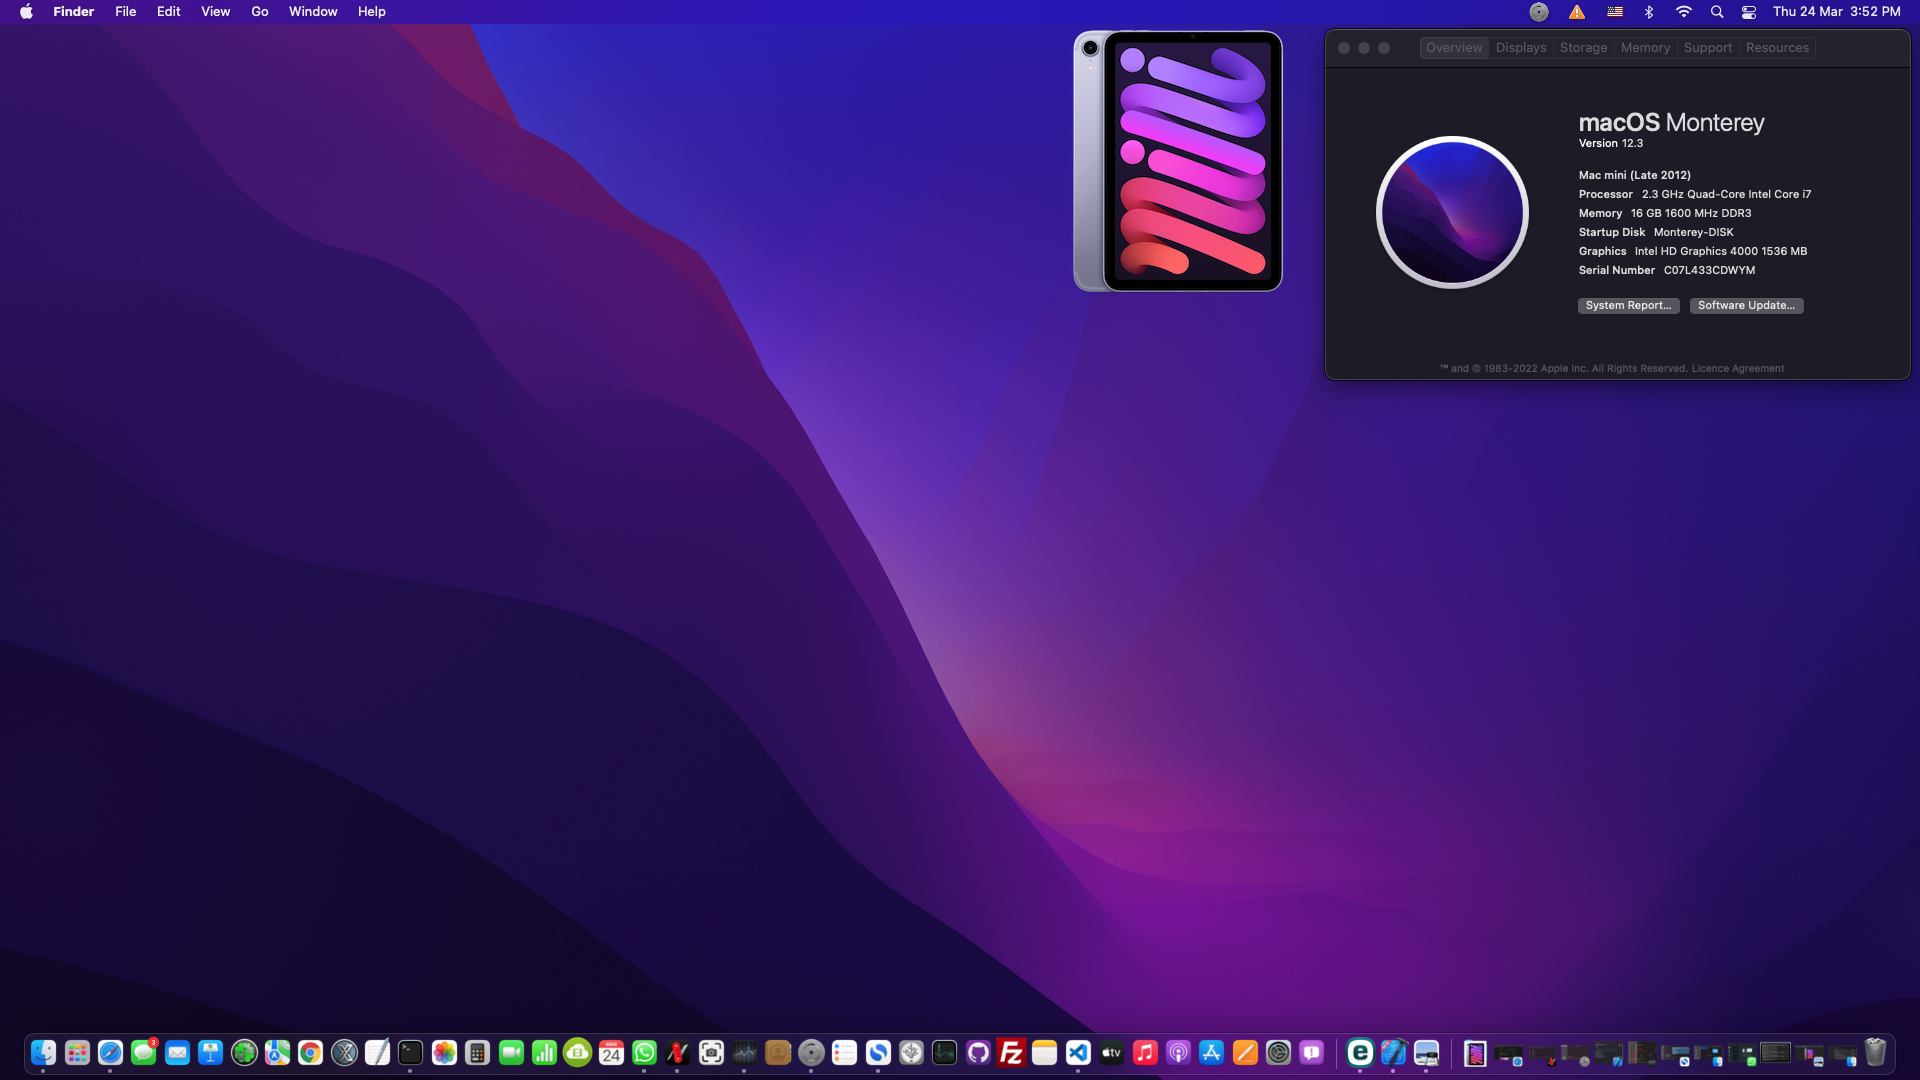 Finder File Edit View Go Window Help
Thu 24 Mar 3:52 PM
Overview Displays Storage Memory Support Resources
macOS Monterey
Version 12.3
Mac mini (Late 2012)
Processor 2.3 GHz Quad-Core Intel Core i7
Memory 16 GB 1600 MHz DDR3
Startup Disk Monterey-DISK
Graphics Intel HD Graphics 4000 1536 MB
Serial Number C07L433CDWYM
System Report... Software Update...
™ and © 1983-2022 Apple Inc. All Rights Reserved. Licence Agreement
3
MAR
24
FZ
tv
e